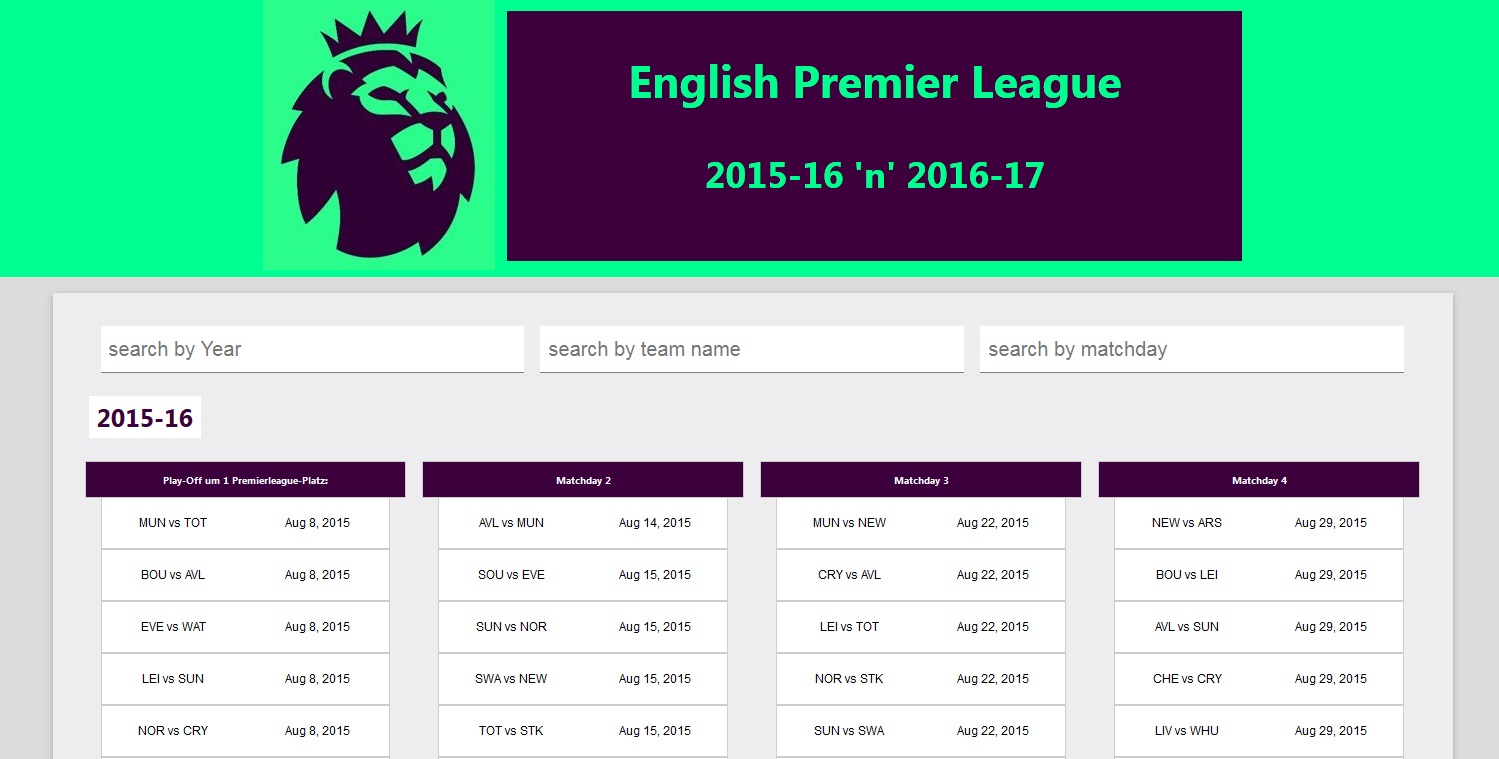 English Premier League
2015-16 'n' 2016-17
search by Year search by team name search by matchday
2015-16
Play-Off um 1 Premierleague-Platz: Matchday 2 Matchday 3 Matchday 4
MUN vs TOT Aug 8, 2015 AVL vs MUN Aug 14, 2015 MUN vs NEW Aug 22, 2015 NEW vs ARS Aug 29, 2015
BOU vs AVL Aug 8, 2015 SOU vs EVE Aug 15, 2015 CRY vs AVL Aug 22, 2015 BOU vs LEI Aug 29, 2015
EVE vs WAT Aug 8, 2015 SUN vs NOR Aug 15, 2015 LEI vs TOT Aug 22, 2015 AVL vs SUN Aug 29, 2015
LEI vs SUN Aug 8, 2015 SWA vs NEW Aug 15, 2015 NOR vs STK Aug 22, 2015 CHE vs CRY Aug 29, 2015
NOR vs CRY Aug 8, 2015 TOT vs STK Aug 15, 2015 SUN vs SWA Aug 22, 2015 LIV vs WHU Aug 29, 2015